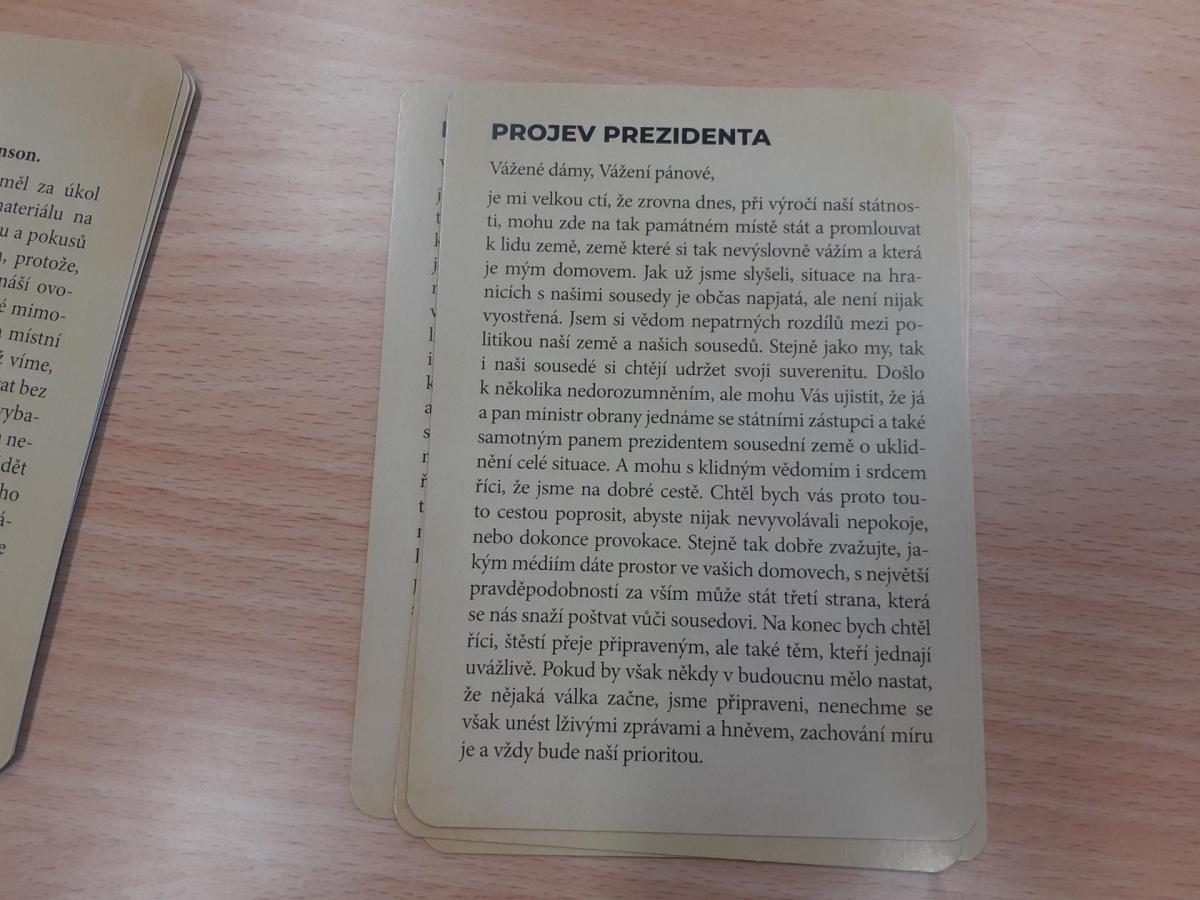 nson.
měl za úkol
materiálu na
u a pokusů
protože,
náší ovo-
é mimo-
místní
ž víme,
at bez
vyba-
ne-
dět
ho
á-
e
PROJEV PREZIDENTA
Vážené dámy, Vážení pánové,
je mi velkou ctí, že zrovna dnes, při výročí naší státnos-
ti, mohu zde na tak památném místě stát a promlouvat
k lidu země, země které si tak nevýslovně vážím a která
je mým domovem. Jak už jsme slyšeli, situace na hra-
nicích s našimi sousedy je občas napjatá, ale není nijak
vyostřená. Jsem si vědom nepatrných rozdílů mezi po-
litikou naší země a našich sousedů. Stejně jako my, tak
i naši sousedé si chtějí udržet svoji suverenitu. Došlo
k několika nedorozumněním, ale mohu Vás ujistit, že já
a pan ministr obrany jednáme se státními zástupci a také
samotným panem prezidentem sousední země o uklid-
nění celé situace. A mohu s klidným vědomím i srdcem
říci, že jsme na dobré cestě. Chtěl bych vás proto tou-
to cestou poprosit, abyste nijak nevyvolávali nepokoje,
nebo dokonce provokace. Stejně tak dobře zvažujte, ja-
kým médiím dáte prostor ve vašich domovech, s největší
pravděpodobností za vším může stát třetí strana, která
se nás snaží poštvat vůči sousedovi. Na konec bych chtěl
říci, štěstí přeje připraveným, ale také těm, kteří jednají
uvážlivě. Pokud by však někdy v budoucnu mělo nastat,
že nějaká válka začne, jsme připraveni, nenechme se
však unést lživými zprávami a hněvem, zachování míru
je a vždy bude naší prioritou.